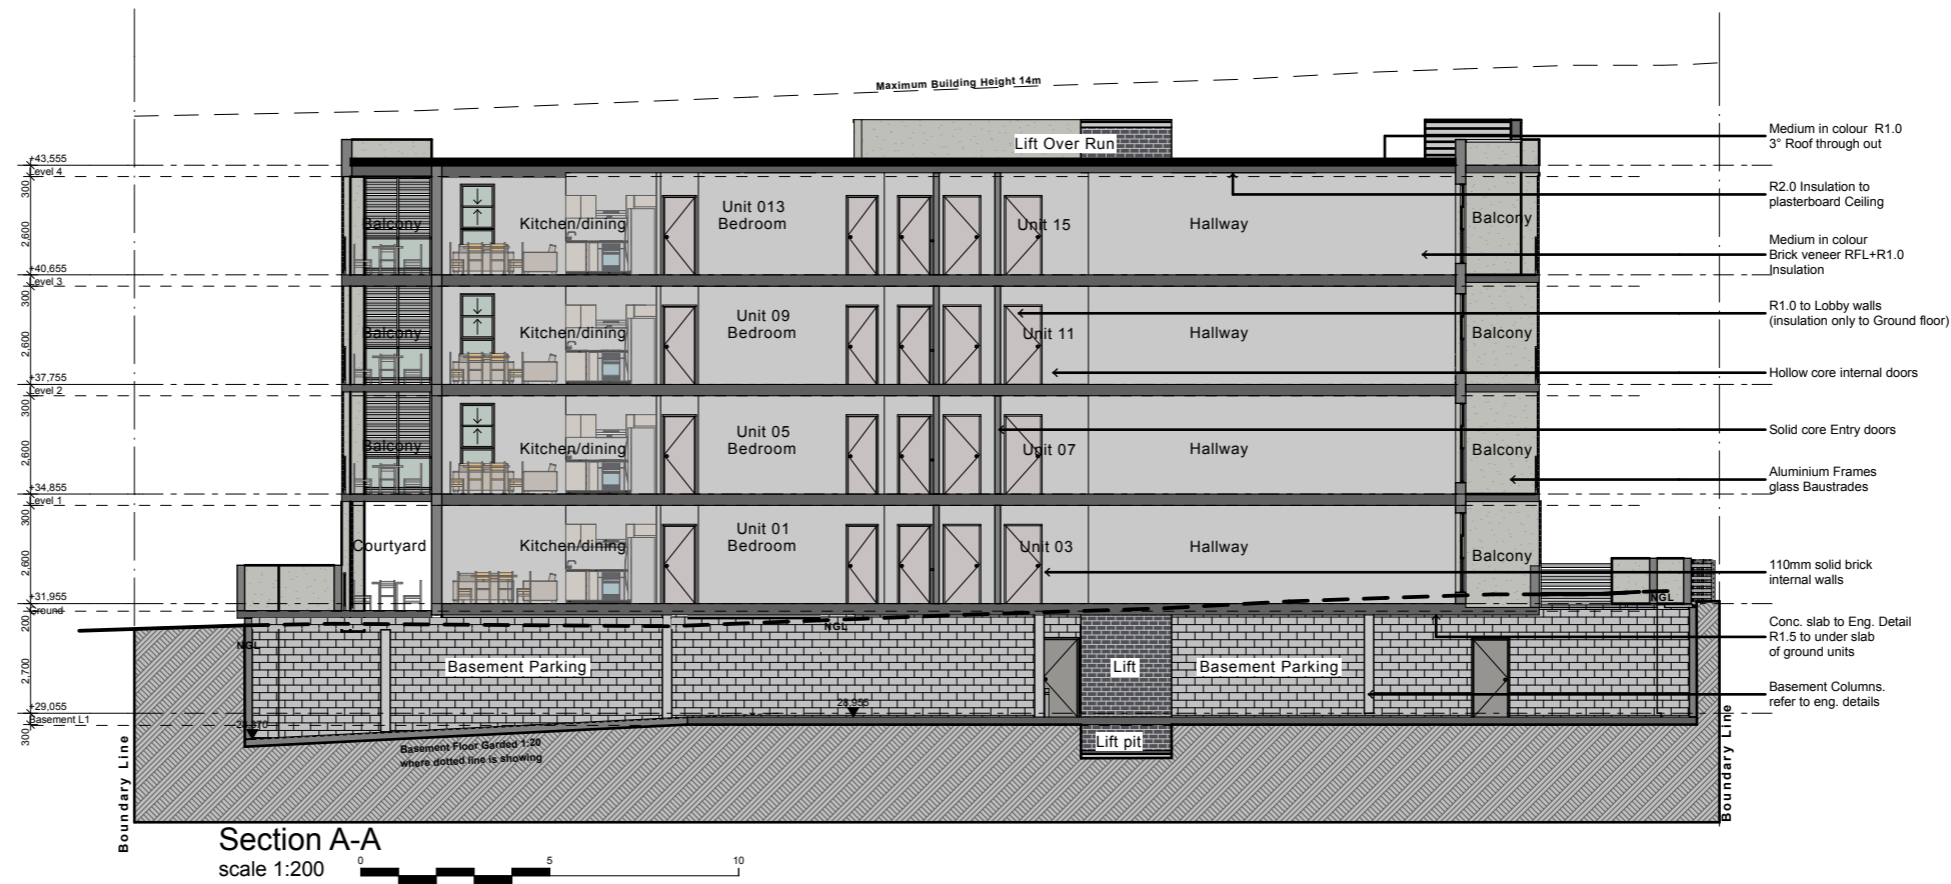 Maximum Building Height 14m
Lift Over Run
Medium in colour R1.0
3° Roof through out
R2.0 Insulation to
plasterboard Ceiling
Medium in colour
Brick veneer RFL+R1.0
Insulation
R1.0 to Lobby walls
(insulation only to Ground floor)
Hollow core internal doors
Solid core Entry doors
Aluminium Frames
glass Baustrades
110mm solid brick
internal walls
Conc. slab to Eng. Detail
R1.5 to under slab
of ground units
Basement Columns.
refer to eng. details
+43,555
Level 4
300
2,600
Balcony
Kitchen/dining
Unit 013
Bedroom
Unit 15
Hallway
Balcony
+40,655
Level 3
300
2,600
Balcony
Kitchen/dining
Unit 09
Bedroom
Unit 11
Hallway
Balcony
+37,755
Level 2
300
2,600
Balcony
Kitchen/dining
Unit 05
Bedroom
Unit 07
Hallway
Balcony
+34,855
Level 1
300
2,600
Courtyard
Kitchen/dining
Unit 01
Bedroom
Unit 03
Hallway
Balcony
+31,955
Ground
200
2,700
NGL
NGL
NGL
Basement Parking
Lift
Basement Parking
+29,055
Basement L1
300
28,955
Basement Floor Garded 1:20
where dotted line is showing
Lift pit
Boundary Line
Boundary Line
Section A-A
scale 1:200
0
5
10